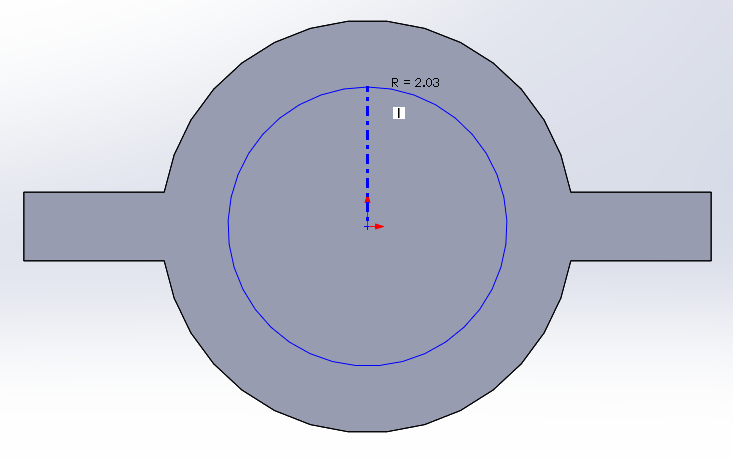 R = 2.03